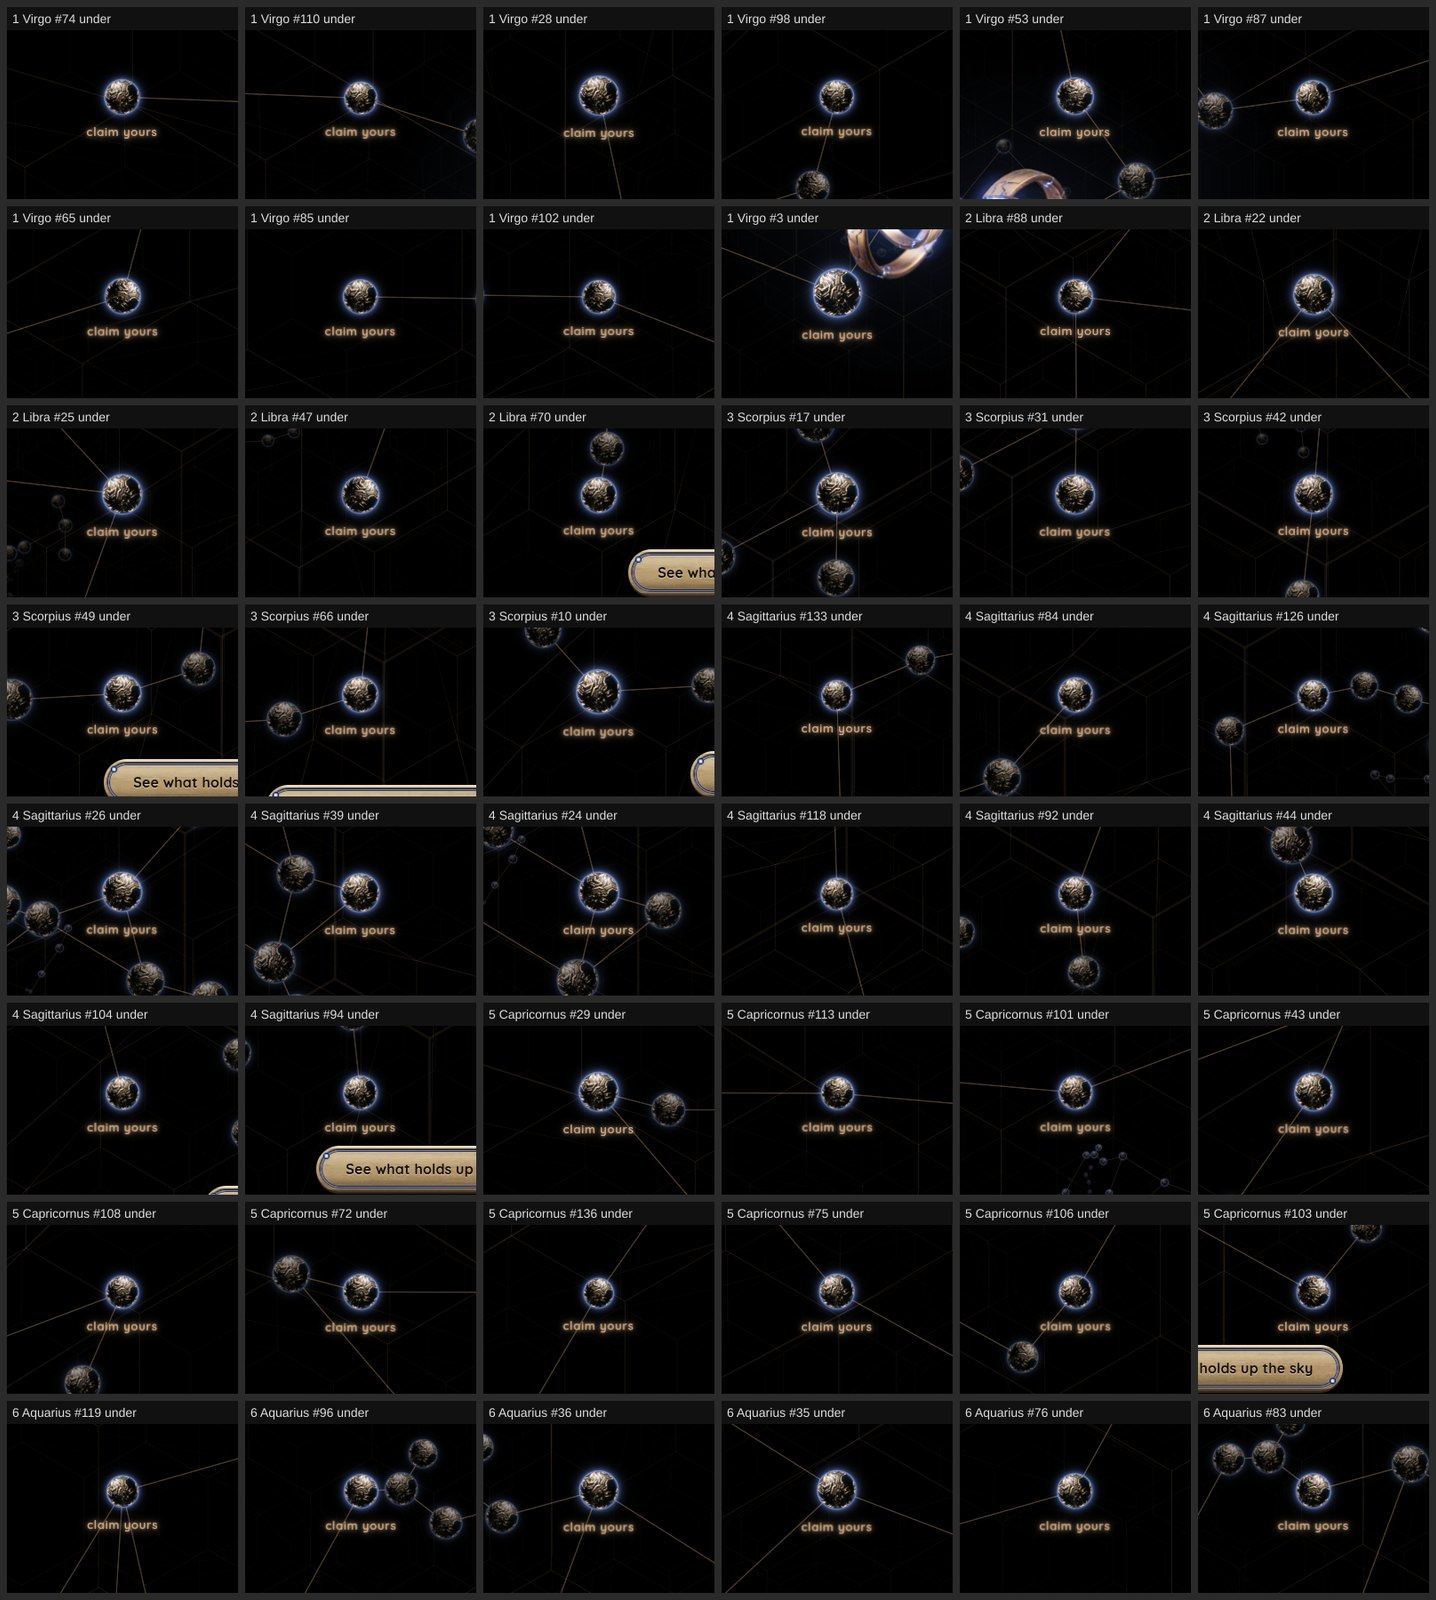 1 Virgo #74 under
claim yours
1 Virgo #110 under
claim yours
1 Virgo #28 under
claim yours
1 Virgo #98 under
claim yours
1 Virgo #53 under
claim yours
1 Virgo #87 under
claim yours
1 Virgo #65 under
claim yours
1 Virgo #85 under
claim yours
1 Virgo #102 under
claim yours
1 Virgo #3 under
claim yours
2 Libra #88 under
claim yours
2 Libra #22 under
claim yours
2 Libra #25 under
claim yours
2 Libra #47 under
claim yours
2 Libra #70 under
claim yours
See wha
3 Scorpius #17 under
claim yours
3 Scorpius #31 under
claim yours
3 Scorpius #42 under
claim yours
3 Scorpius #49 under
claim yours
See what holds
3 Scorpius #66 under
claim yours
3 Scorpius #10 under
claim yours
4 Sagittarius #133 under
claim yours
4 Sagittarius #84 under
claim yours
4 Sagittarius #126 under
claim yours
4 Sagittarius #26 under
claim yours
4 Sagittarius #39 under
claim yours
4 Sagittarius #24 under
claim yours
4 Sagittarius #118 under
claim yours
4 Sagittarius #92 under
claim yours
4 Sagittarius #44 under
claim yours
4 Sagittarius #104 under
claim yours
4 Sagittarius #94 under
claim yours
See what holds up
5 Capricornus #29 under
claim yours
5 Capricornus #113 under
claim yours
5 Capricornus #101 under
claim yours
5 Capricornus #43 under
claim yours
5 Capricornus #108 under
claim yours
5 Capricornus #72 under
claim yours
5 Capricornus #136 under
claim yours
5 Capricornus #75 under
claim yours
5 Capricornus #106 under
claim yours
5 Capricornus #103 under
claim yours
holds up the sky
6 Aquarius #119 under
claim yours
6 Aquarius #96 under
claim yours
6 Aquarius #36 under
claim yours
6 Aquarius #35 under
claim yours
6 Aquarius #76 under
claim yours
6 Aquarius #83 under
claim yours